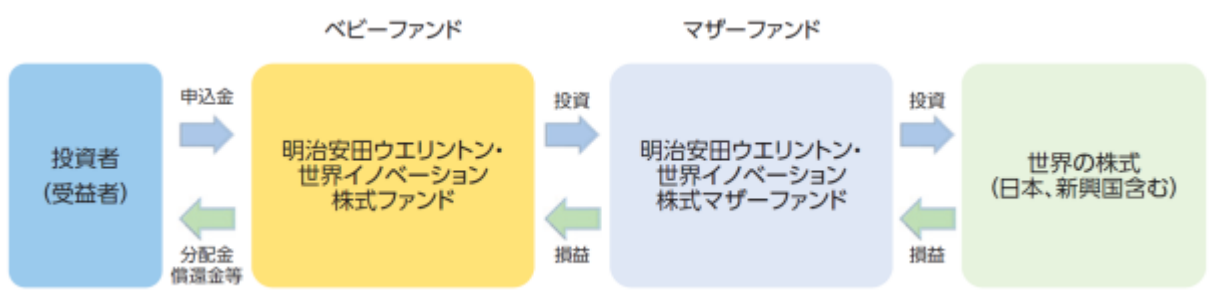 ベビーファンド
マザーファンド
投資者
(受益者)
申込金
分配金
償還金等
明治安田ウエリントン・
世界イノベーション
株式ファンド
投資
損益
明治安田ウエリントン・
世界イノベーション
株式マザーファンド
投資
損益
世界の株式
(日本、新興国含む)